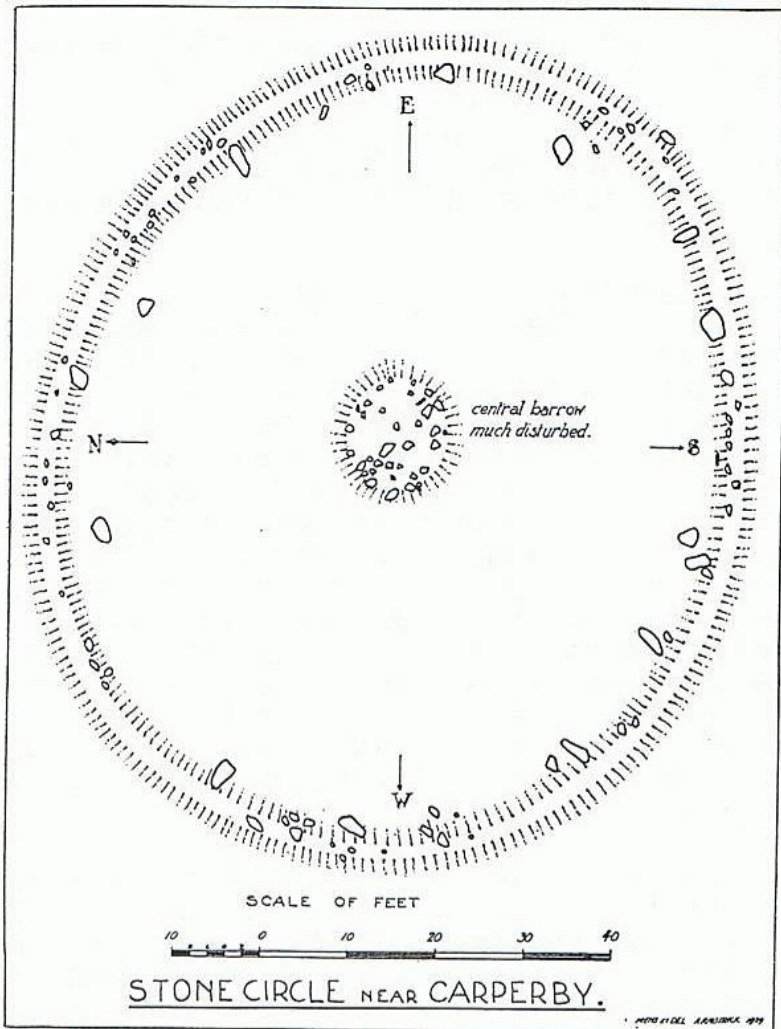 E
central barrow
much disturbed.
N
S
W
SCALE OF FEET
10 0 10 20 30 40
STONE CIRCLE NEAR CARPERBY.